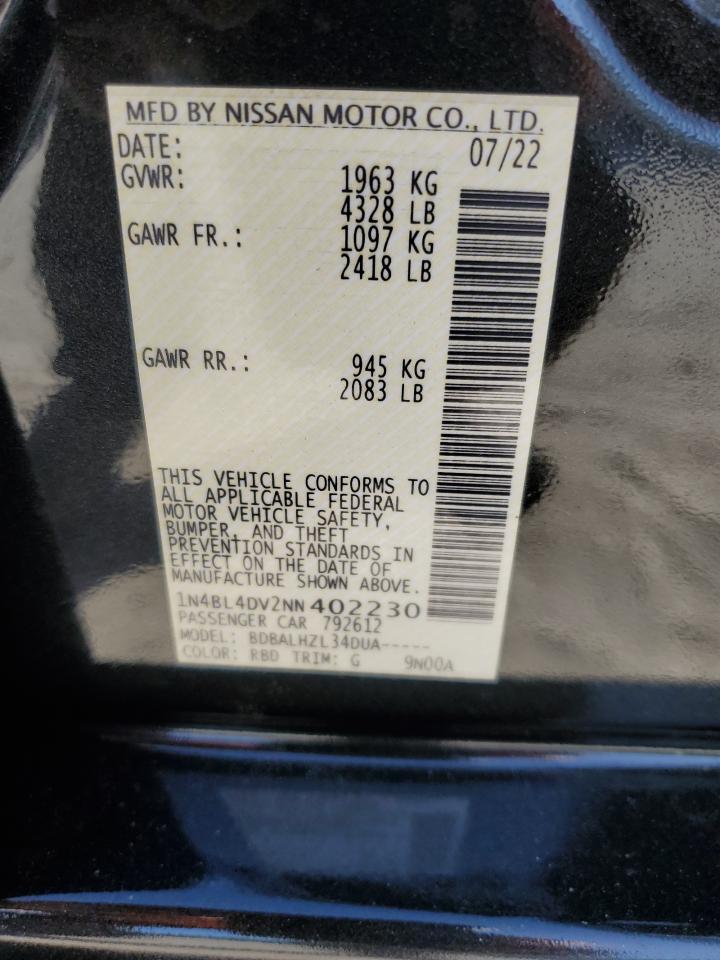 MFD BY NISSAN MOTOR CO., LTD.
DATE: 07/22
GVWR: 1963 KG
4328 LB
GAWR FR.: 1097 KG
2418 LB
GAWR RR.: 945 KG
2083 LB
THIS VEHICLE CONFORMS TO
ALL APPLICABLE FEDERAL
MOTOR VEHICLE SAFETY,
BUMPER, AND THEFT
PREVENTION STANDARDS IN
EFFECT ON THE DATE OF
MANUFACTURE SHOWN ABOVE.
1N4BL4DV2NN402230
PASSENGER CAR 792612
MODEL: BDBALHZL34DUA-----
COLOR: RBD TRIM: G 9N00A